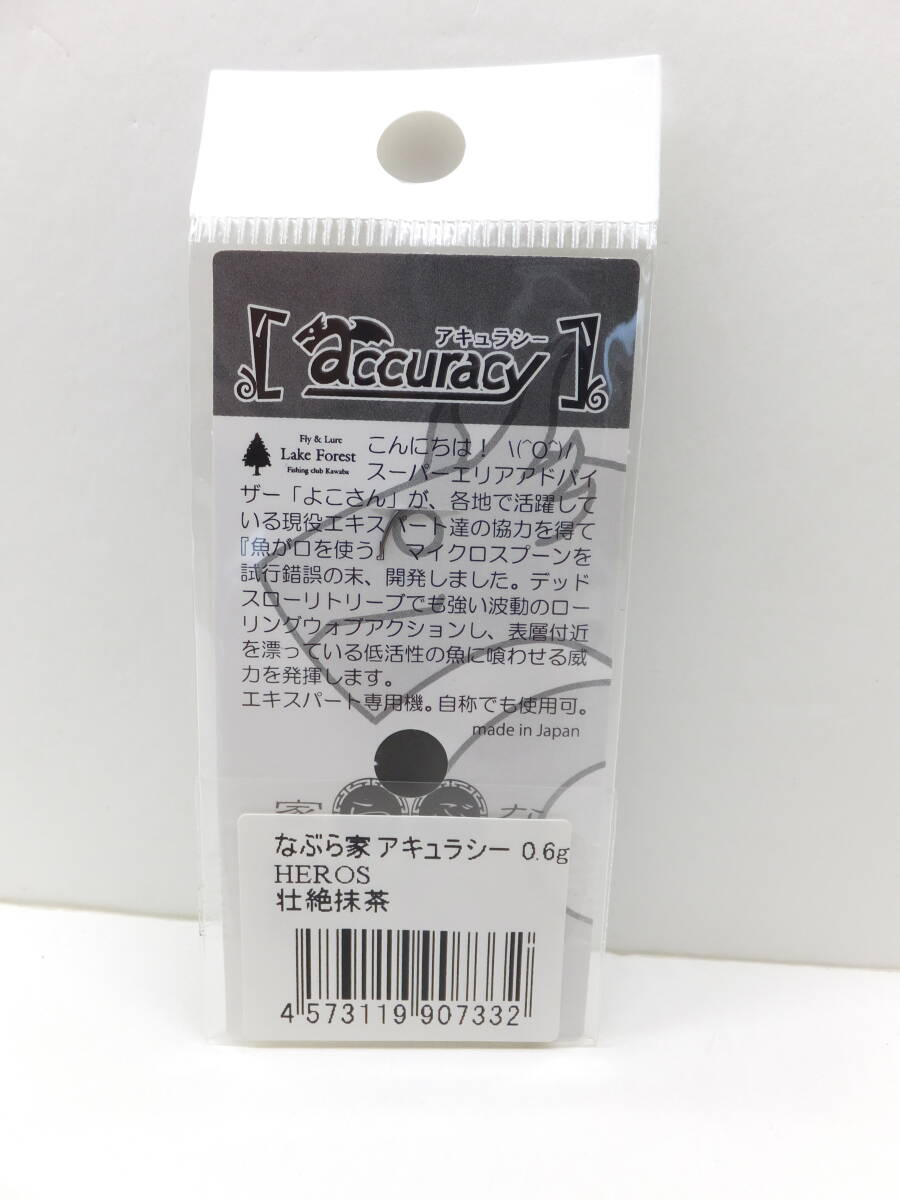 アキュラシー
accuracy
Fly & Lure
Lake Forest
Fishing club Kawaba
こんにちは！ \(^O^)/
スーパーエリアアドバイ
ザー「よこさん」が、各地で活躍して
いる現役エキスパート達の協力を得て
『魚が口を使う』 マイクロスプーンを
試行錯誤の末、開発しました。デッド
スローリトリーブでも強い波動のロー
リングウォブアクションし、表層付近
を漂っている低活性の魚に喰わせる威
力を発揮します。
エキスパート専用機。自称でも使用可。
made in Japan
なぶら家 アキュラシー 0.6g
HEROS
壮絶抹茶
4 573119 907332